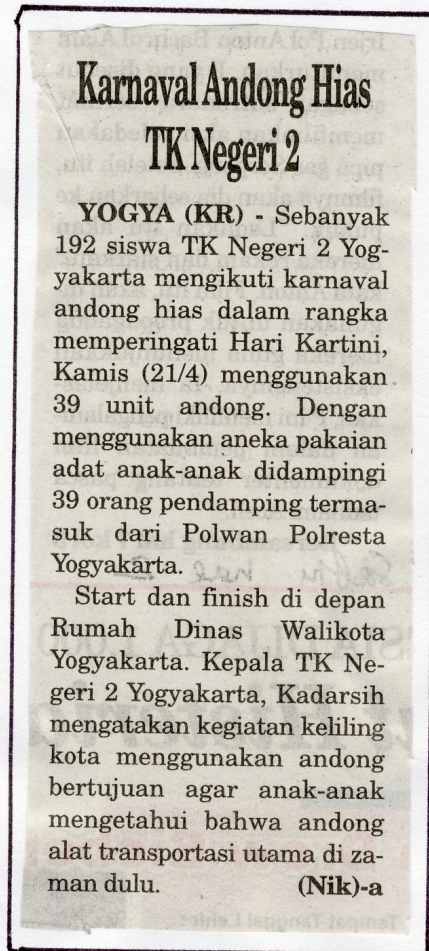 Karnaval Andong Hias
TK Negeri 2
YOGYA (KR) - Sebanyak
192 siswa TK Negeri 2 Yog-
yakarta mengikuti karnaval
andong hias dalam rangka
memperingati Hari Kartini,
Kamis (21/4) menggunakan
39 unit andong. Dengan
menggunakan aneka pakaian
adat anak-anak didampingi
39 orang pendamping terma-
suk dari Polwan Polresta
Yogyakarta.
Start dan finish di depan
Rumah Dinas Walikota
Yogyakarta. Kepala TK Ne-
geri 2 Yogyakarta, Kadarsih
mengatakan kegiatan keliling
kota menggunakan andong
bertujuan agar anak-anak
mengetahui bahwa andong
alat transportasi utama di za-
man dulu. (Nik)-a